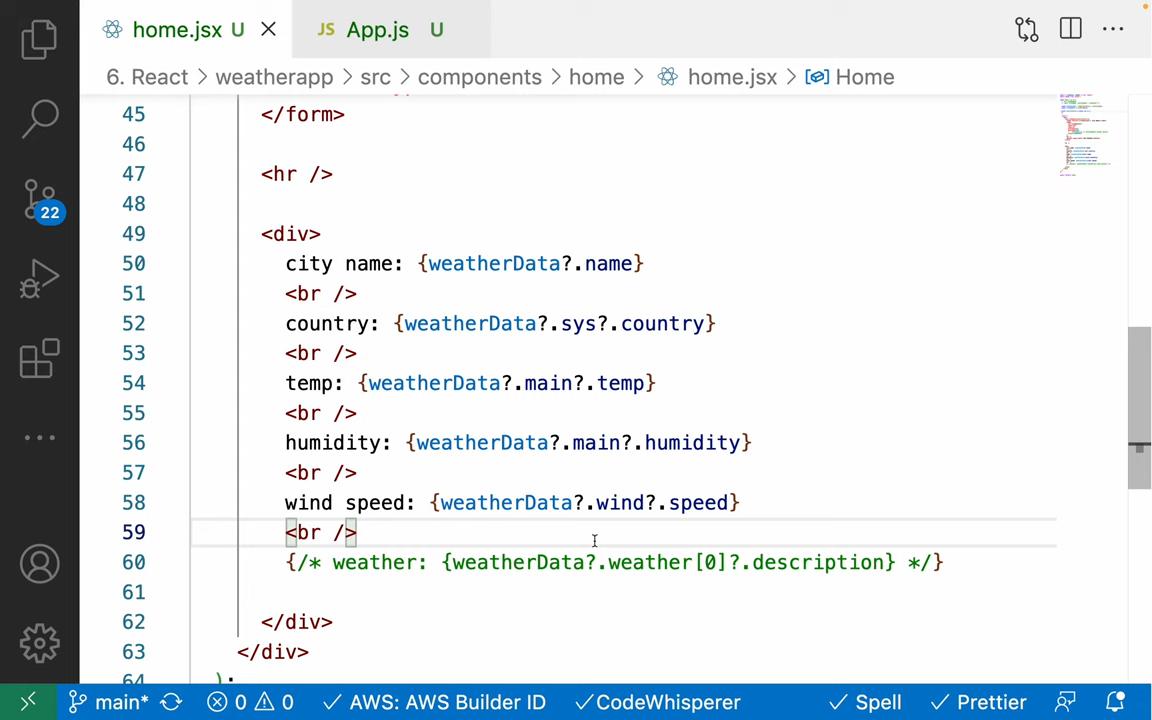 home.jsx U
JS App.js U
6. React > weatherapp > src > components > home > home.jsx > Home
45 </form>
46
47 <hr />
48
49 <div>
50 city name: {weatherData?.name}
51 <br />
52 country: {weatherData?.sys?.country}
53 <br />
54 temp: {weatherData?.main?.temp}
55 <br />
56 humidity: {weatherData?.main?.humidity}
57 <br />
58 wind speed: {weatherData?.wind?.speed}
59 <br />
60 {/* weather: {weatherData?.weather[0]?.description} */}
61
62 </div>
63 </div>
64 );
22
main* 0 0 AWS: AWS Builder ID CodeWhisperer Spell Prettier